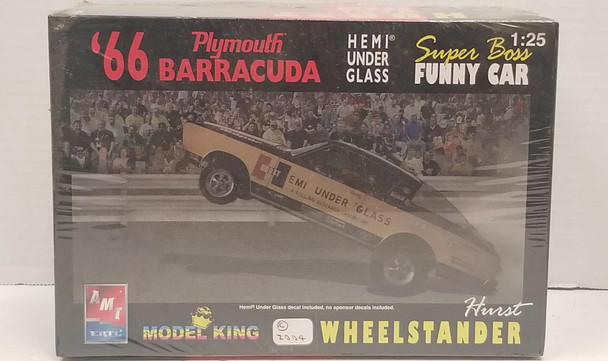 '66 Plymouth® BARRACUDA
HEMI®
UNDER
GLASS
Super Boss
FUNNY CAR
1:25
HEMI UNDER GLASS
Hemi® Under Glass decal included, no sponsor decals included.
AMT
ERTL
MODEL KING
©
2004
Hurst
WHEELSTANDER